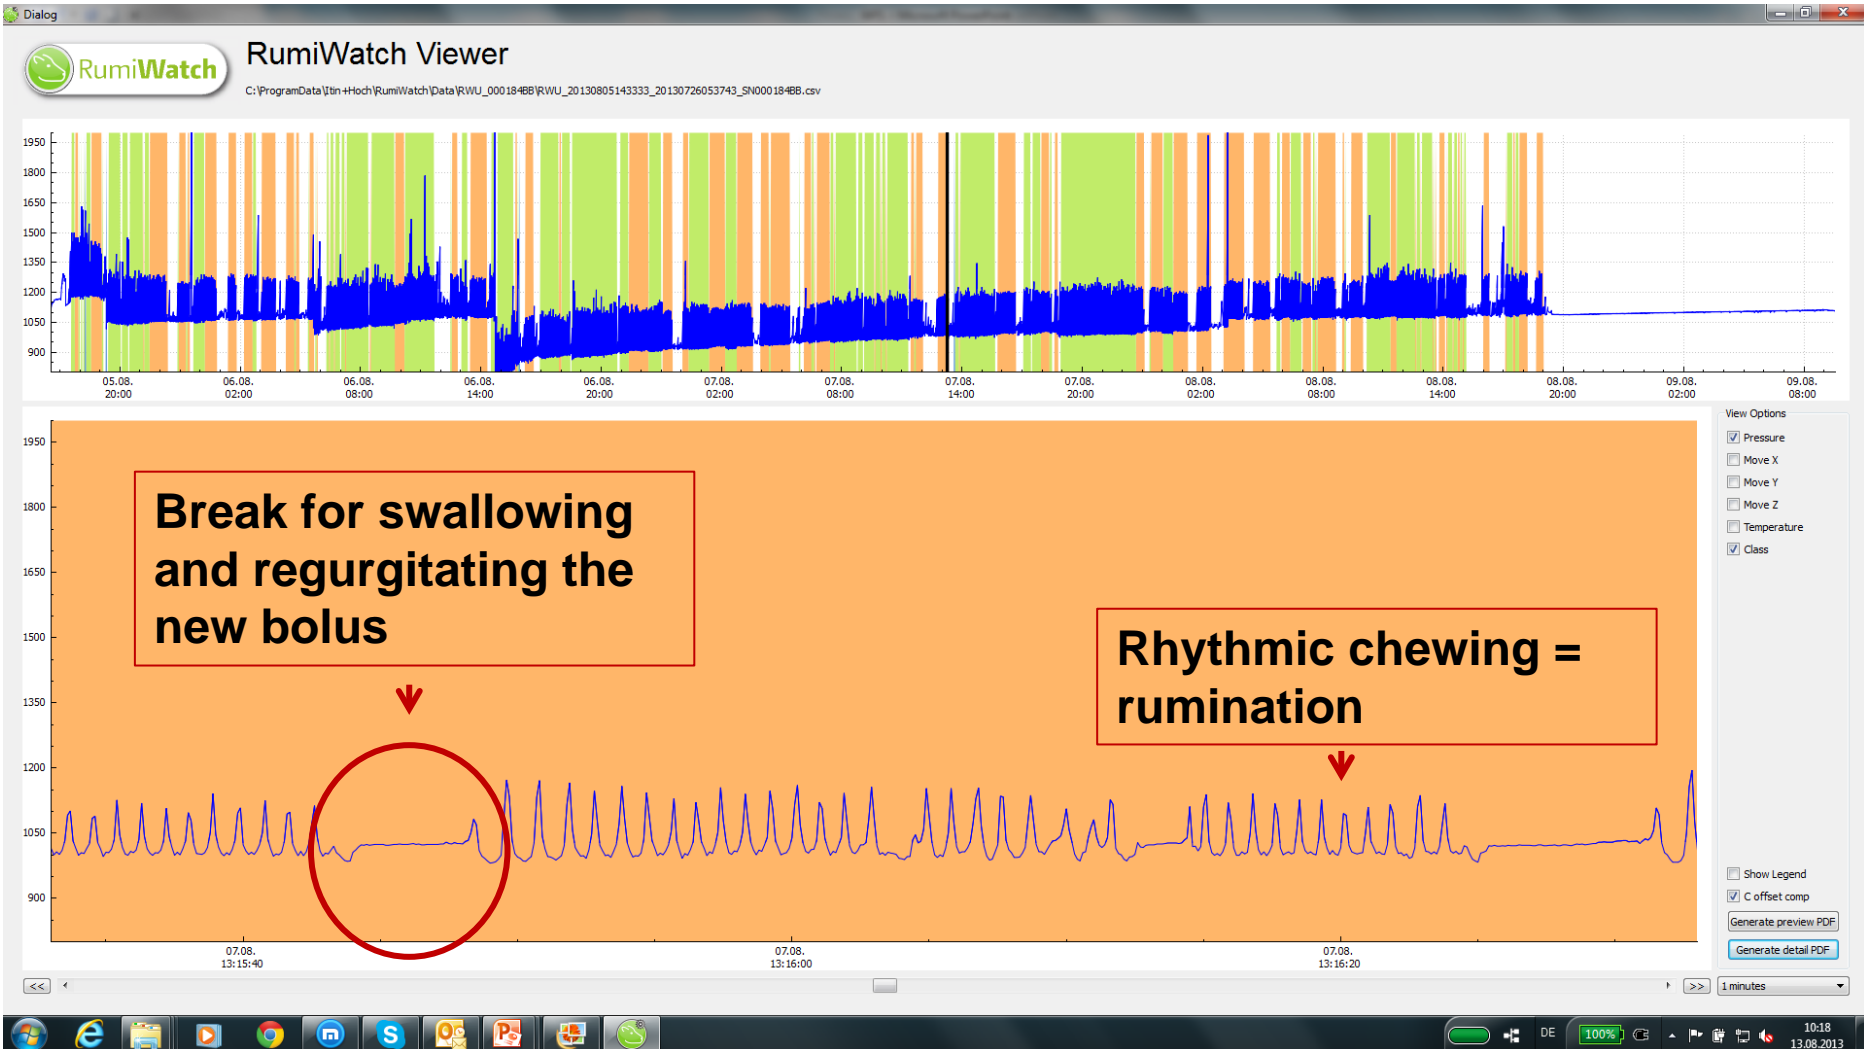 Dialog
RumiWatch
RumiWatch Viewer
C:\ProgramData\Itin+Hoch\RumiWatch\Data\RWU_000184BB\RWU_20130805143333_20130726053743_SN000184BB.csv
1950
1800
1650
1500
1350
1200
1050
900
05.08. 06.08. 06.08. 06.08. 06.08. 07.08. 07.08. 07.08. 07.08. 08.08. 08.08. 08.08. 08.08. 09.08. 09.08.
20:00 02:00 08:00 14:00 20:00 02:00 08:00 14:00 20:00 02:00 08:00 14:00 20:00 02:00 08:00
1950
1800
1650
1500
1350
1200
1050
900
Break for swallowing
and regurgitating the
new bolus
Rhythmic chewing =
rumination
07.08. 07.08. 07.08.
13:15:40 13:16:00 13:16:20
View Options
Pressure
Move X
Move Y
Move Z
Temperature
Class
Show Legend
C offset comp
Generate preview PDF
Generate detail PDF
<< >> 1 minutes
DE 100% 10:18
13.08.2013